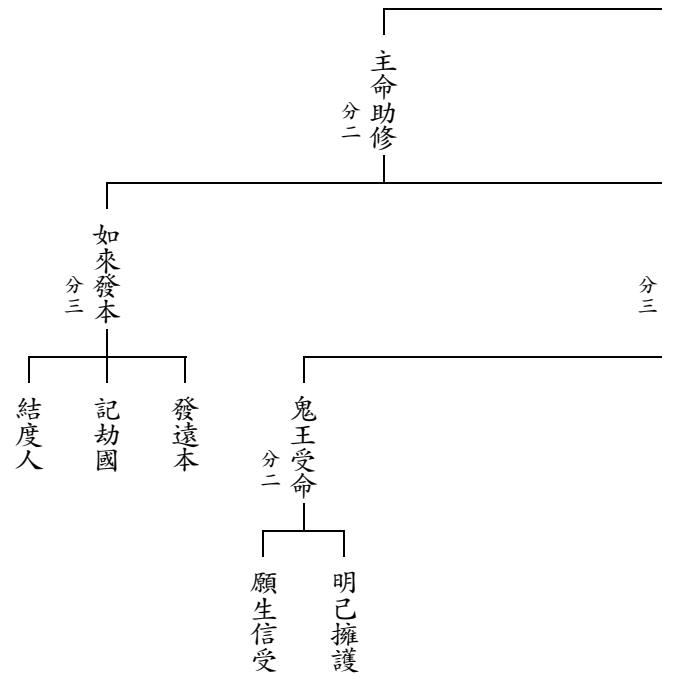 主命助修
分二
分三
如來發本
分三
鬼王受命
分二
發遠本
記劫國
結度人
明己擁護
願生信受